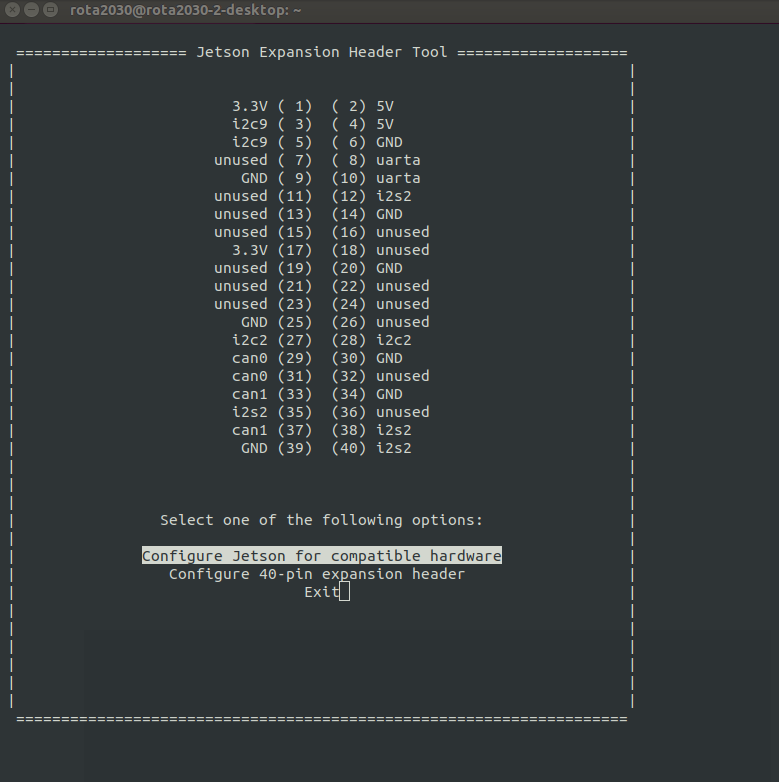 rota2030@rota2030-2-desktop: ~
=================== Jetson Expansion Header Tool ===================
3.3V ( 1)  ( 2) 5V
i2c9 ( 3)  ( 4) 5V
i2c9 ( 5)  ( 6) GND
unused ( 7)  ( 8) uarta
GND ( 9)  (10) uarta
unused (11)  (12) i2s2
unused (13)  (14) GND
unused (15)  (16) unused
3.3V (17)  (18) unused
unused (19)  (20) GND
unused (21)  (22) unused
unused (23)  (24) unused
GND (25)  (26) unused
i2c2 (27)  (28) i2c2
can0 (29)  (30) GND
can0 (31)  (32) unused
can1 (33)  (34) GND
i2s2 (35)  (36) unused
can1 (37)  (38) i2s2
GND (39)  (40) i2s2
Select one of the following options:
Configure Jetson for compatible hardware
Configure 40-pin expansion header
Exit
====================================================================